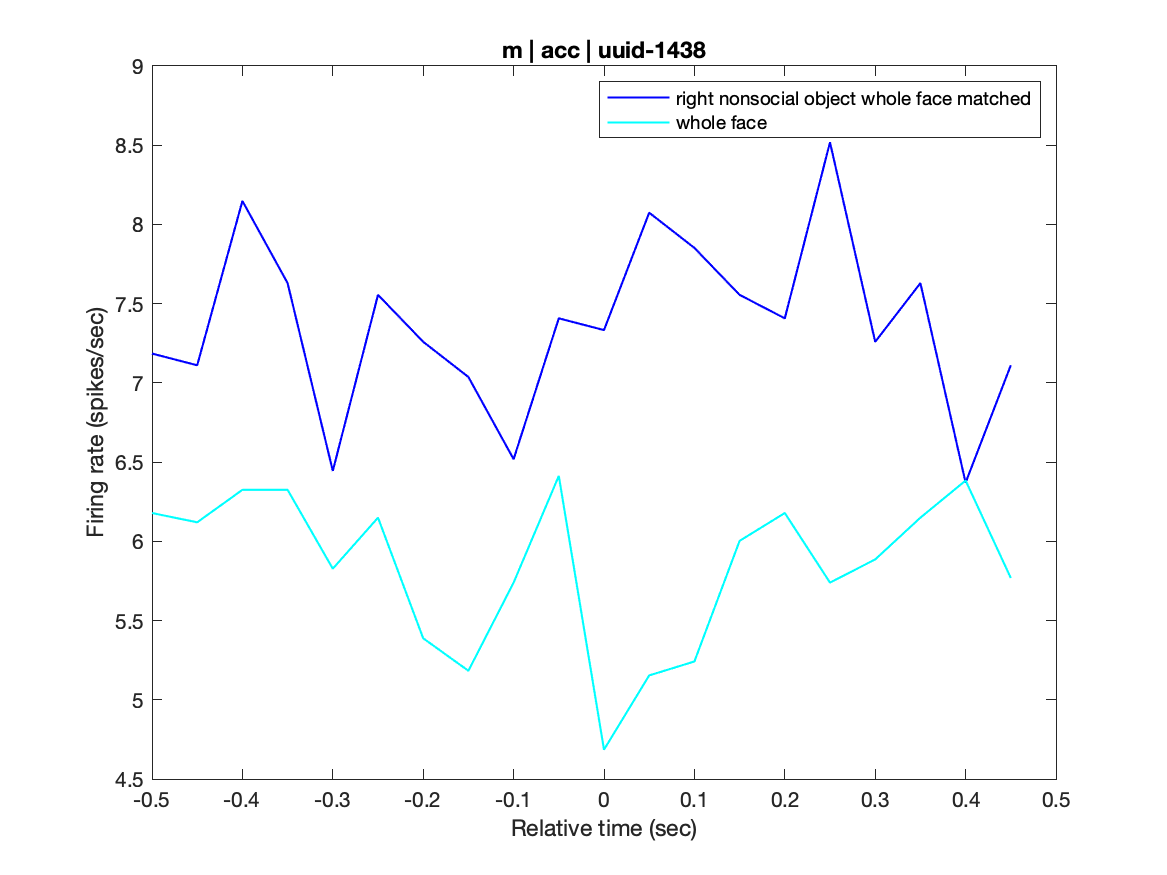 m | acc | uuid-1438
right nonsocial object whole face matched
whole face
9
8.5
8
7.5
7
6.5
6
5.5
5
4.5
Firing rate (spikes/sec)
-0.5 -0.4 -0.3 -0.2 -0.1 0 0.1 0.2 0.3 0.4 0.5
Relative time (sec)